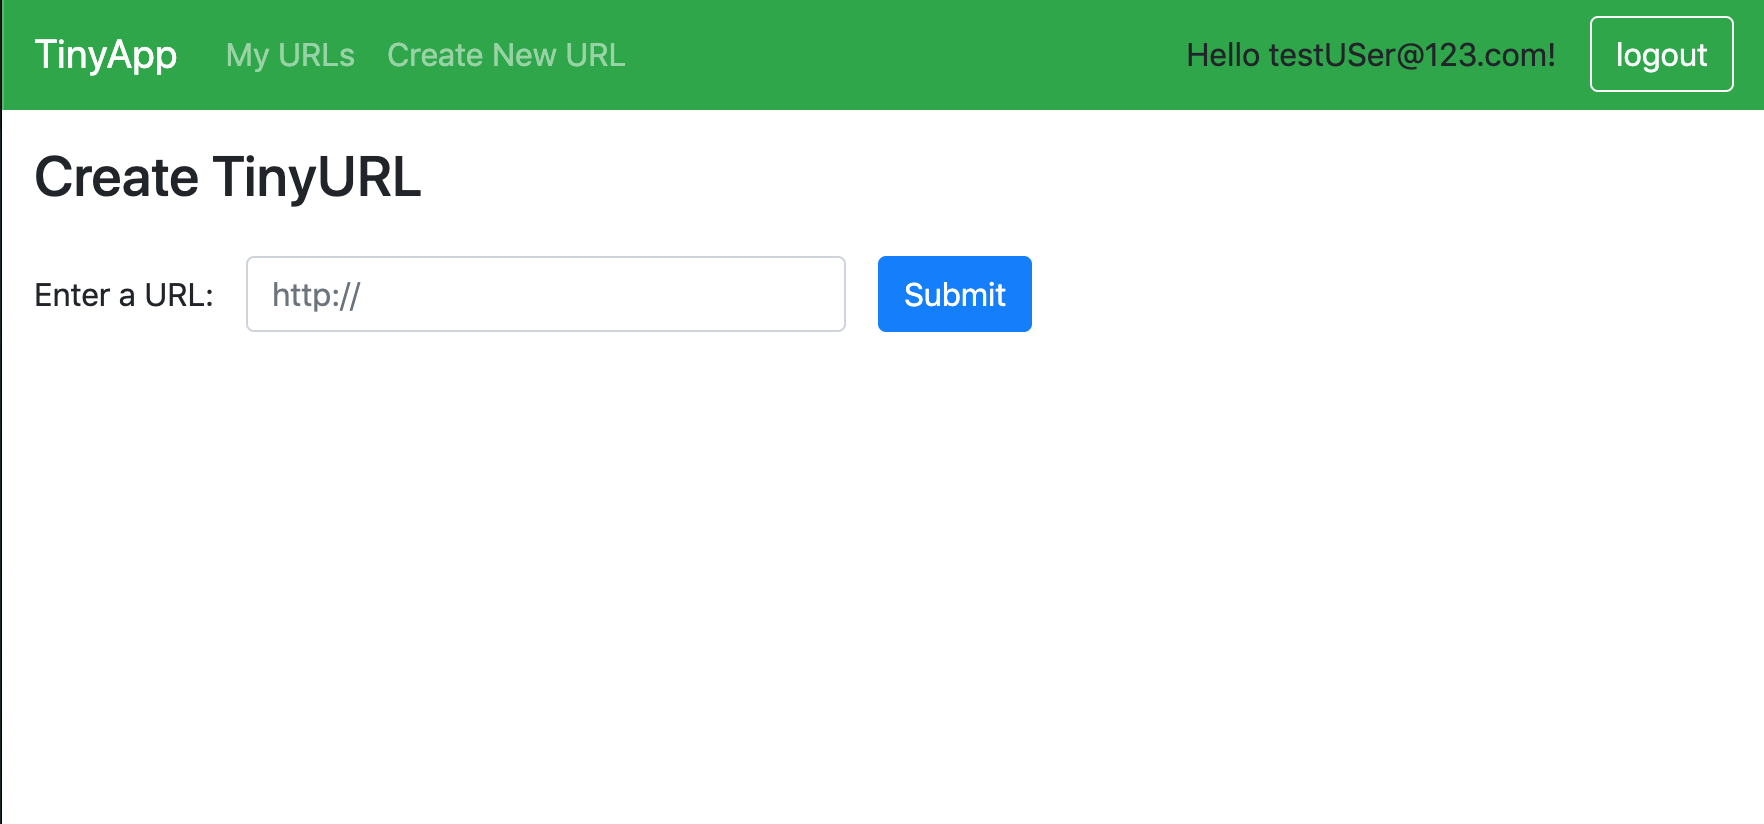 TinyApp My URLs Create New URL Hello testUSer@123.com! logout
Create TinyURL
Enter a URL: http:// Submit